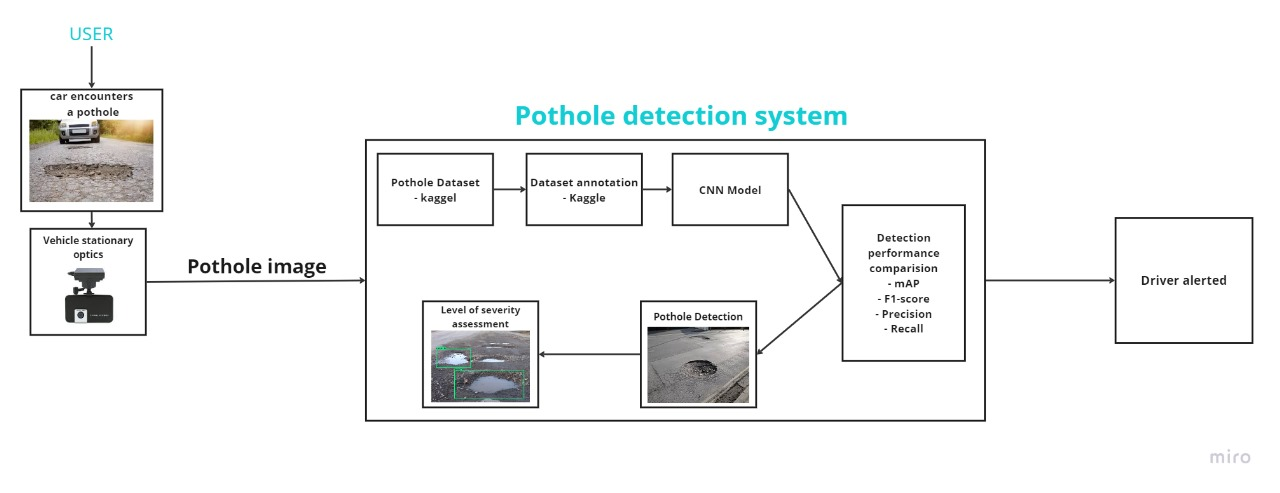 USER
car encounters
a pothole
Vehicle stationary
optics
Pothole image
Pothole detection system
Pothole Dataset
- kaggel
Dataset annotation
- Kaggle
CNN Model
Detection
performance
comparision
- mAP
- F1-score
- Precision
- Recall
Pothole Detection
Level of severity
assessment
Driver alerted
miro